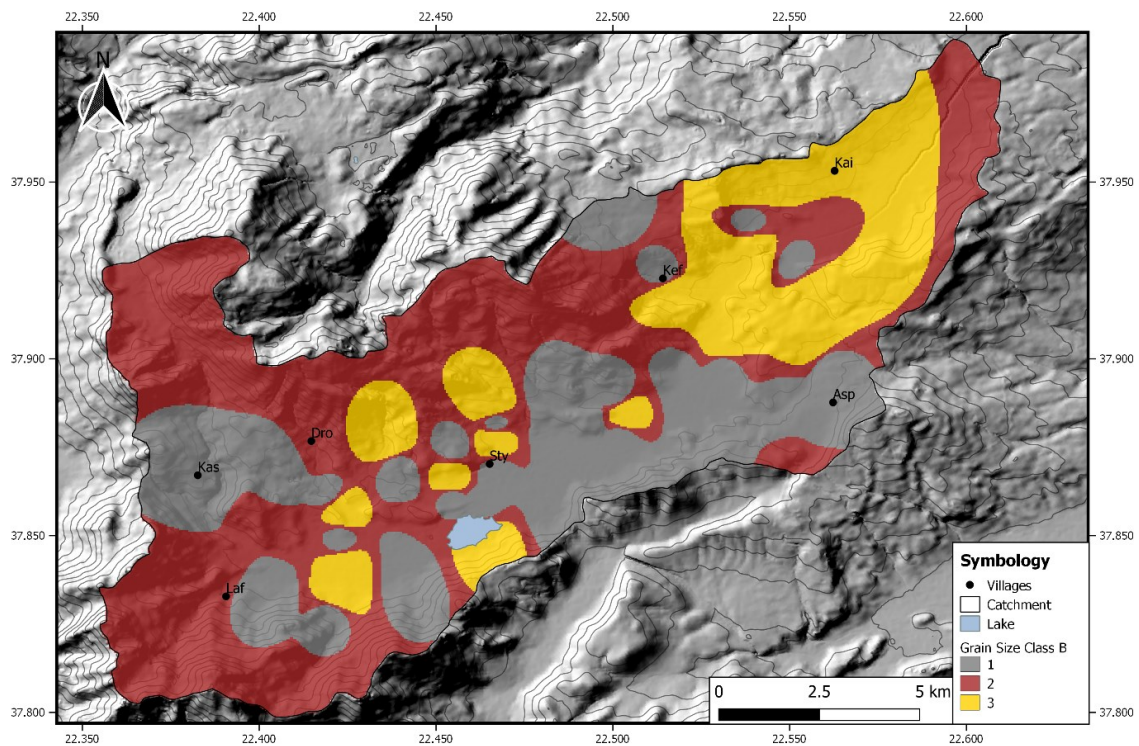 22.350 22.400 22.450 22.500 22.550 22.600
N
37.950 37.950
Kai
Kef
37.900 37.900
Asp
Dro
Sty
Kas
37.850 37.850
Laf
Symbology
Villages
Catchment
Lake
Grain Size Class B
1
2
3
0 2.5 5 km
37.800 37.800
22.350 22.400 22.450 22.500 22.550 22.600